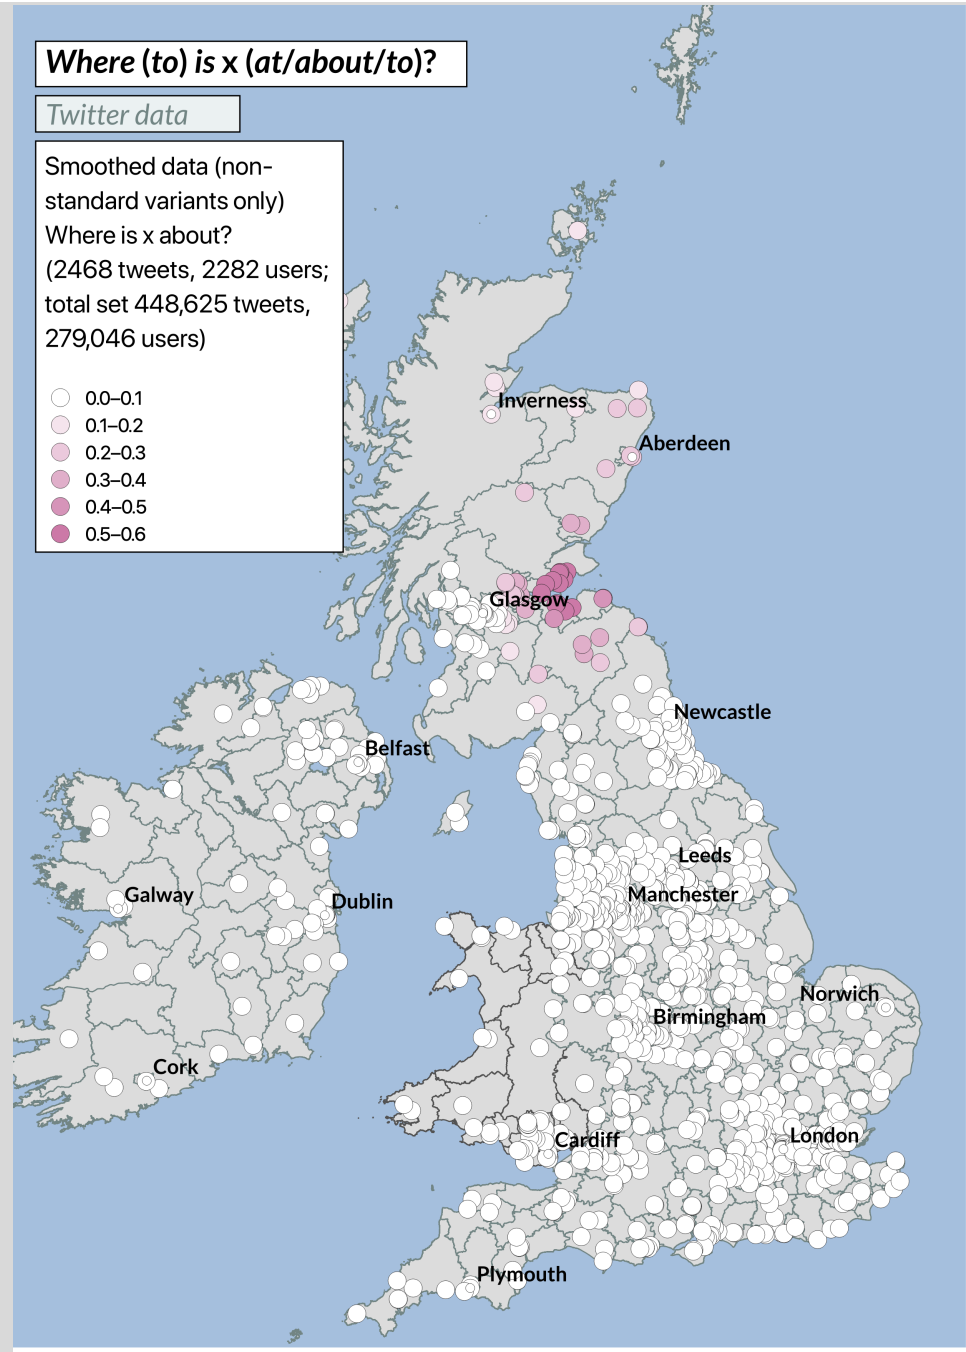 Where (to) is x (at/about/to)?
Twitter data
Smoothed data (non-
standard variants only)
Where is x about?
(2468 tweets, 2282 users;
total set 448,625 tweets,
279,046 users)
0.0–0.1
0.1–0.2
0.2–0.3
0.3–0.4
0.4–0.5
0.5–0.6
Inverness
Aberdeen
Glasgow
Newcastle
Belfast
Leeds
Manchester
Galway
Dublin
Norwich
Birmingham
Cork
London
Cardiff
Plymouth